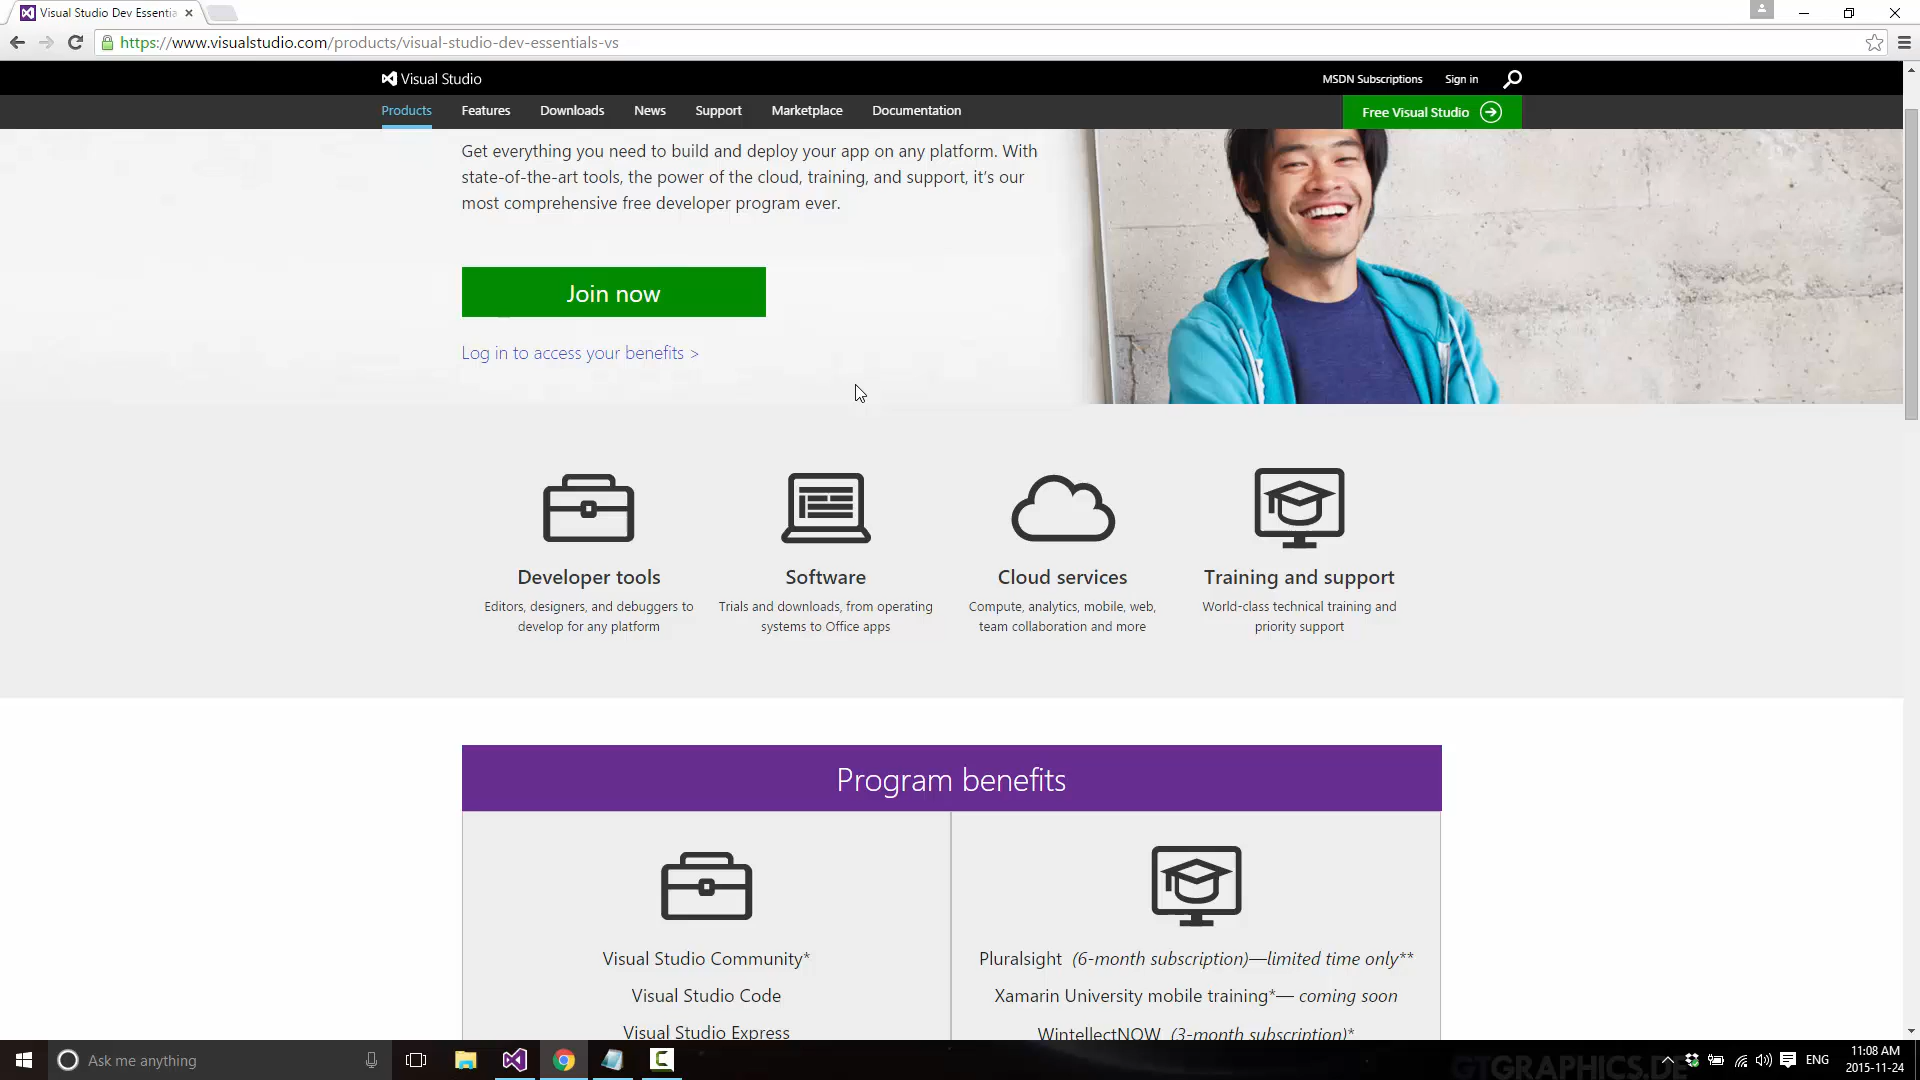 Visual Studio Dev Essentia
https://www.visualstudio.com/products/visual-studio-dev-essentials-vs
Visual Studio
MSDN Subscriptions
Sign in
Products
Features
Downloads
News
Support
Marketplace
Documentation
Free Visual Studio
Get everything you need to build and deploy your app on any platform. With
state-of-the-art tools, the power of the cloud, training, and support, it's our
most comprehensive free developer program ever.
Join now
Log in to access your benefits >
Developer tools
Editors, designers, and debuggers to
develop for any platform
Software
Trials and downloads, from operating
systems to Office apps
Cloud services
Compute, analytics, mobile, web,
team collaboration and more
Training and support
World-class technical training and
priority support
Program benefits
Visual Studio Community*
Visual Studio Code
Visual Studio Express
Pluralsight (6-month subscription)—limited time only**
Xamarin University mobile training*— coming soon
WintellectNOW (3-month subscription)*
Ask me anything
GTGRAPHICS.DE
ENG
11:08 AM
2015-11-24